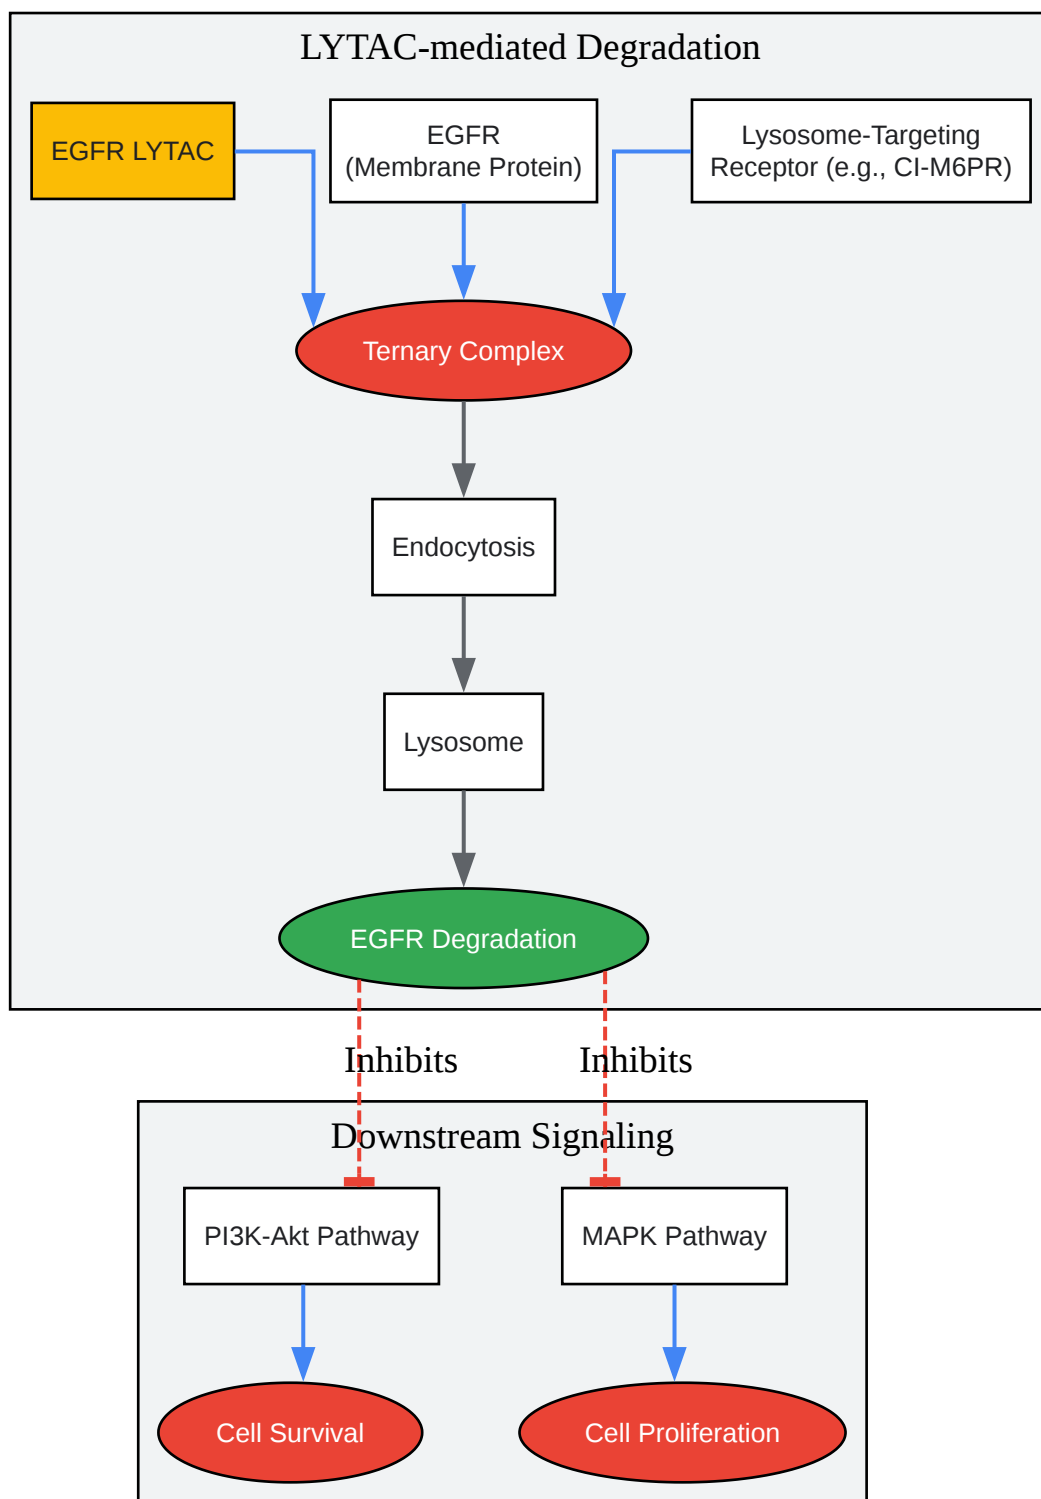 LYTAC-mediated Degradation
EGFR LYTAC
EGFR
(Membrane Protein)
Lysosome-Targeting
Receptor (e.g., CI-M6PR)
Ternary Complex
Endocytosis
Lysosome
EGFR Degradation
Inhibits
Inhibits
Downstream Signaling
PI3K-Akt Pathway
MAPK Pathway
Cell Survival
Cell Proliferation